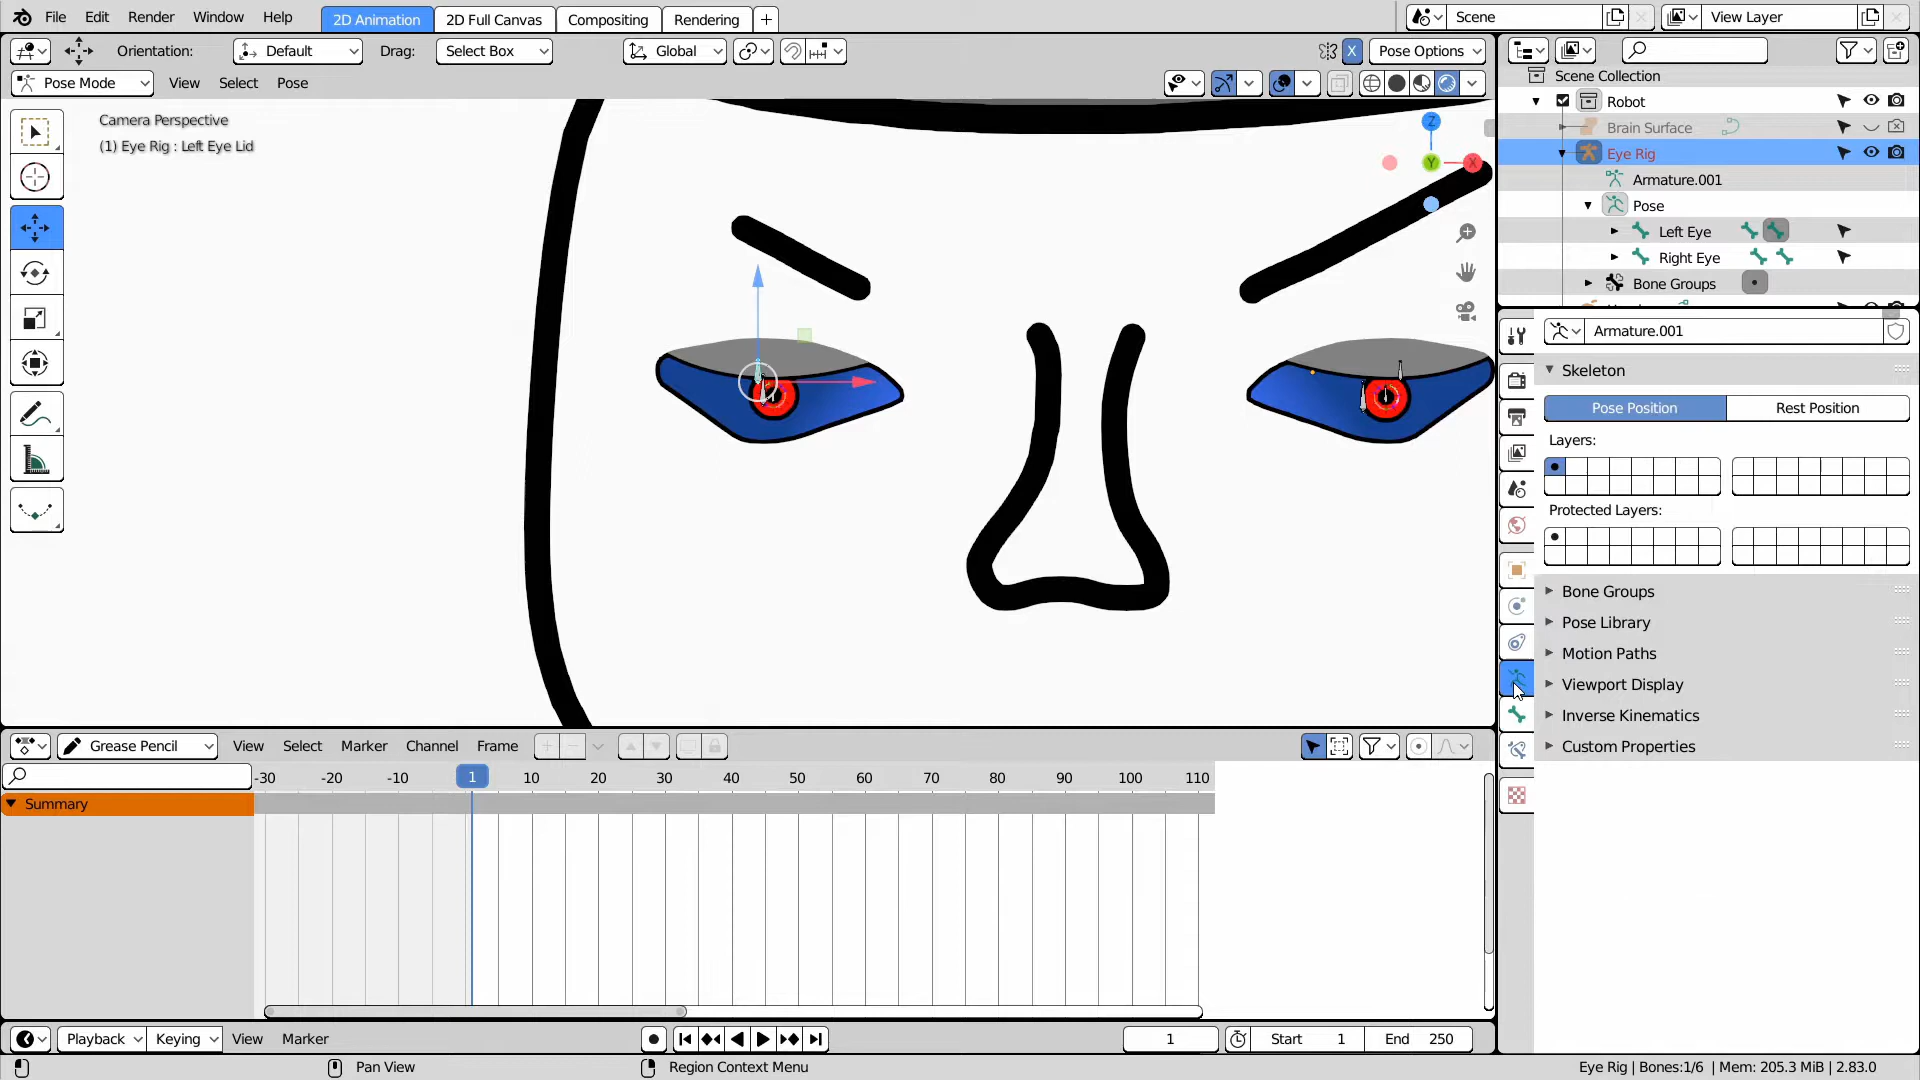 File Edit Render Window Help 2D Animation 2D Full Canvas Compositing Rendering + Scene View Layer
Orientation: Default Drag: Select Box Global X Pose Options
Pose Mode View Select Pose
Camera Perspective
(1) Eye Rig : Left Eye Lid
Z
Y
X
Scene Collection
Robot
Brain Surface
Eye Rig
Armature.001
Pose
Left Eye
Right Eye
Bone Groups
Armature.001
Skeleton
Pose Position Rest Position
Layers:
Protected Layers:
Bone Groups
Pose Library
Motion Paths
Viewport Display
Inverse Kinematics
Custom Properties
Grease Pencil View Select Marker Channel Frame
-30 -20 -10 1 10 20 30 40 50 60 70 80 90 100 110
Summary
Playback Keying View Marker 1 Start 1 End 250
Pan View Region Context Menu Eye Rig | Bones:1/6 | Mem: 205.3 MiB | 2.83.0